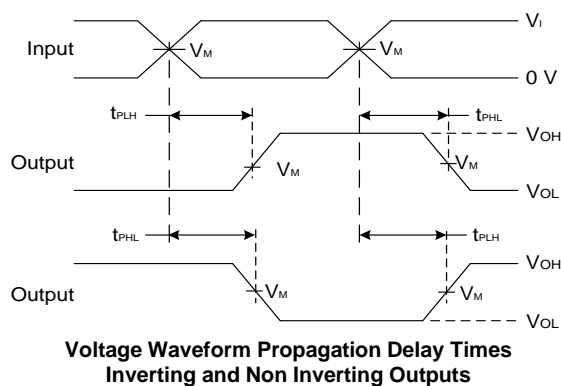 VI
Input
VM
VM
0 V
tPLH
tPHL
VOH
Output
VM
VM
VOL
tPHL
tPLH
VOH
Output
VM
VM
VOL
Voltage Waveform Propagation Delay Times
Inverting and Non Inverting Outputs